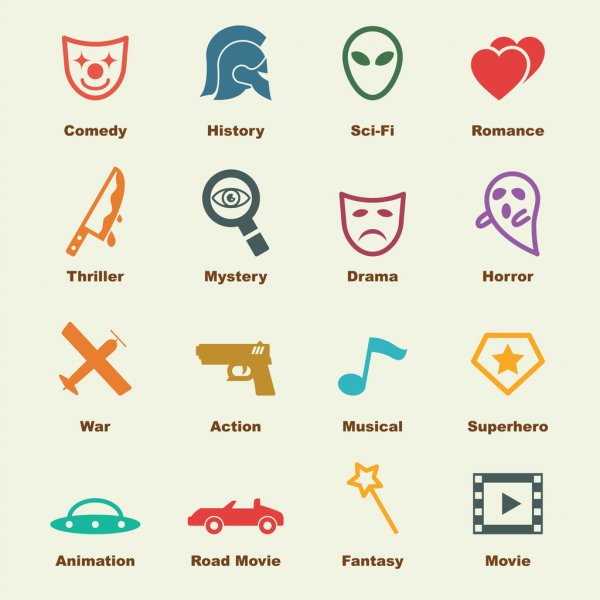 Comedy
History
Sci-Fi
Romance
Thriller
Mystery
Drama
Horror
War
Action
Musical
Superhero
Animation
Road Movie
Fantasy
Movie